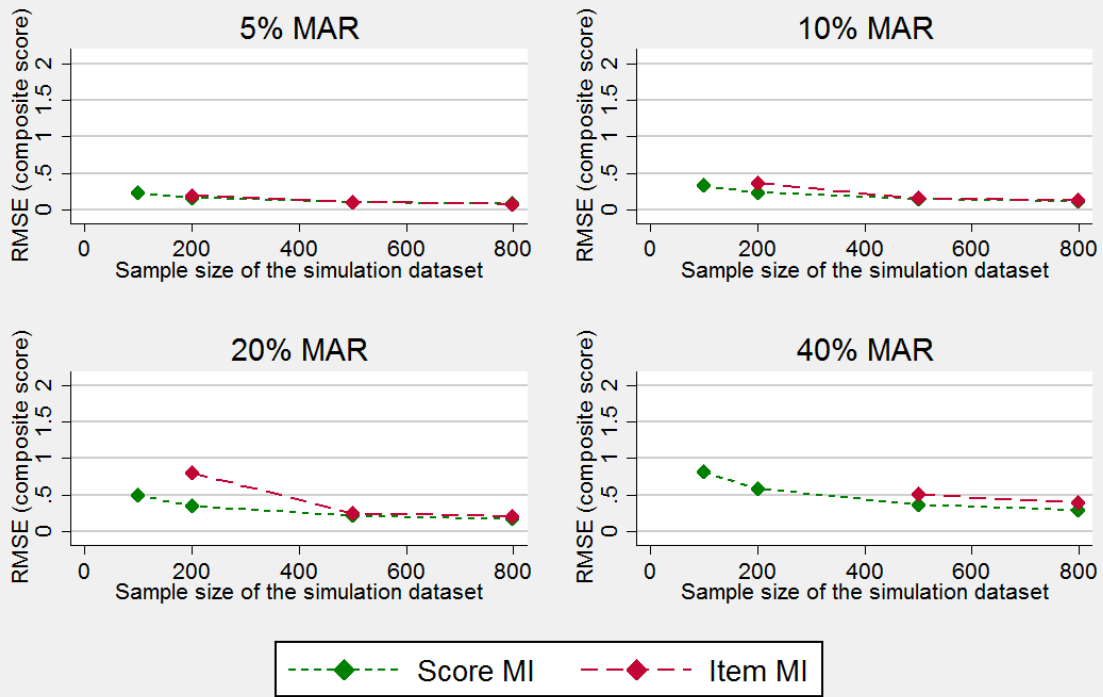 5% MAR
RMSE (composite score)
2
1.5
1
.5
0
0 200 400 600 800
Sample size of the simulation dataset
10% MAR
RMSE (composite score)
2
1.5
1
.5
0
0 200 400 600 800
Sample size of the simulation dataset
20% MAR
RMSE (composite score)
2
1.5
1
.5
0
0 200 400 600 800
Sample size of the simulation dataset
40% MAR
RMSE (composite score)
2
1.5
1
.5
0
0 200 400 600 800
Sample size of the simulation dataset
Score MI Item MI